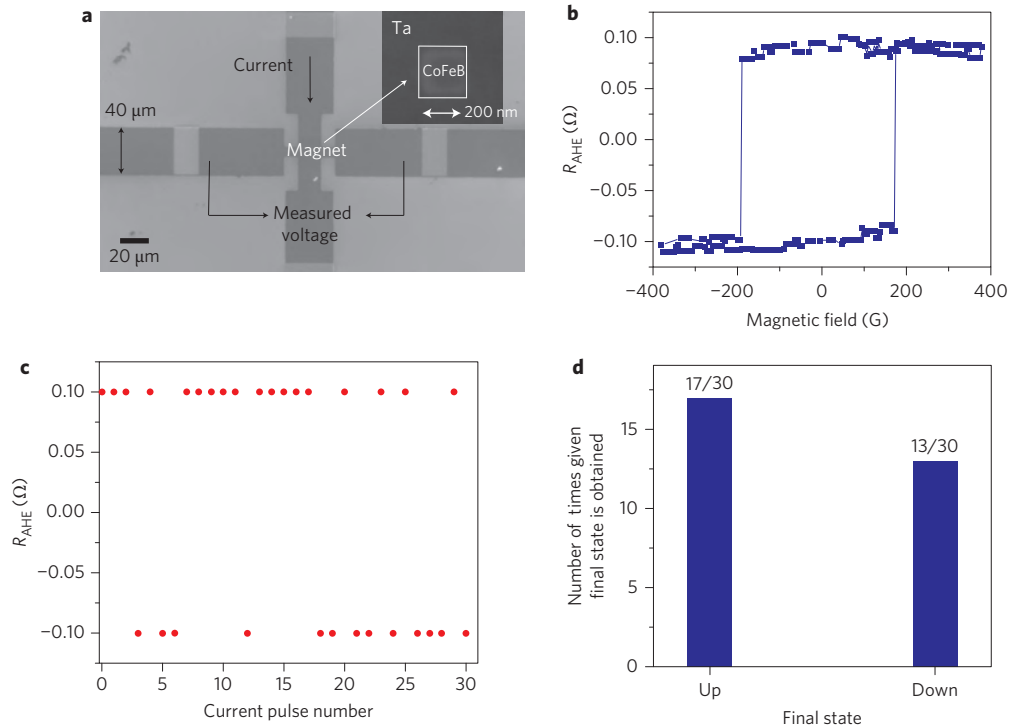 a
Ta
Current
CoFeB
200 nm
40 µm
Magnet
Measured
voltage
20 µm
b
0.10
0.05
0.00
−0.05
−0.10
R_AHE (Ω)
−400
−200
0
200
400
Magnetic field (G)
c
0.10
0.05
0.00
−0.05
−0.10
R_AHE (Ω)
0
5
10
15
20
25
30
Current pulse number
d
17/30
13/30
15
10
5
0
Number of times given
final state is obtained
Up
Down
Final state